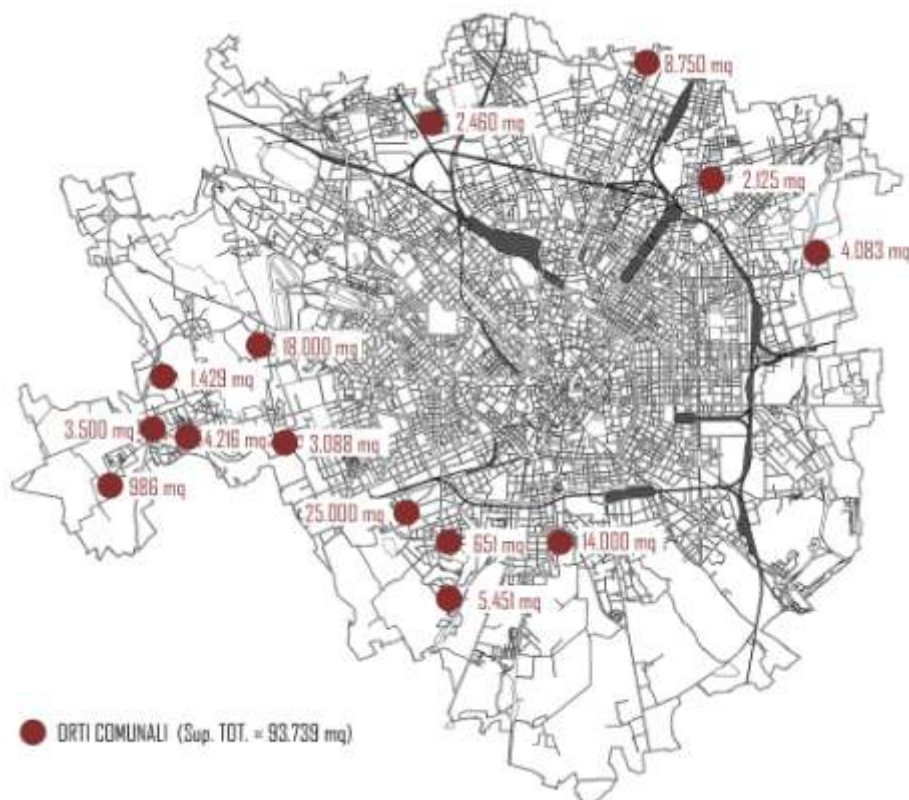 8.750 mq
2.460 mq
2.125 mq
4.083 mq
18.000 mq
1.429 mq
3.500 mq
4.216 mq
3.088 mq
986 mq
25.000 mq
651 mq
14.000 mq
5.451 mq
ORTI COMUNALI (Sup. TOT. = 93.739 mq)